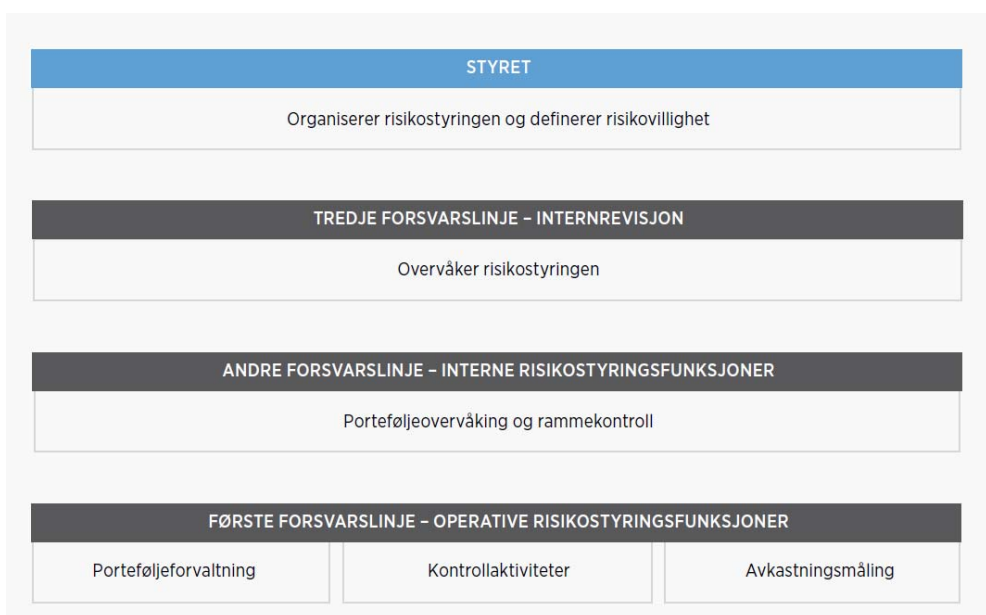 STYRET
Organiserer risikostyringen og definerer risikovillighet
TREDJE FORSVARSLINJE – INTERNREVISJON
Overvåker risikostyringen
ANDRE FORSVARSLINJE – INTERNE RISIKOSTYRINGSFUNKSJONER
Porteføljeovervåking og rammekontroll
FØRSTE FORSVARSLINJE – OPERATIVE RISIKOSTYRINGSFUNKSJONER
Porteføljeforvaltning
Kontrollaktiviteter
Avkastningsmåling